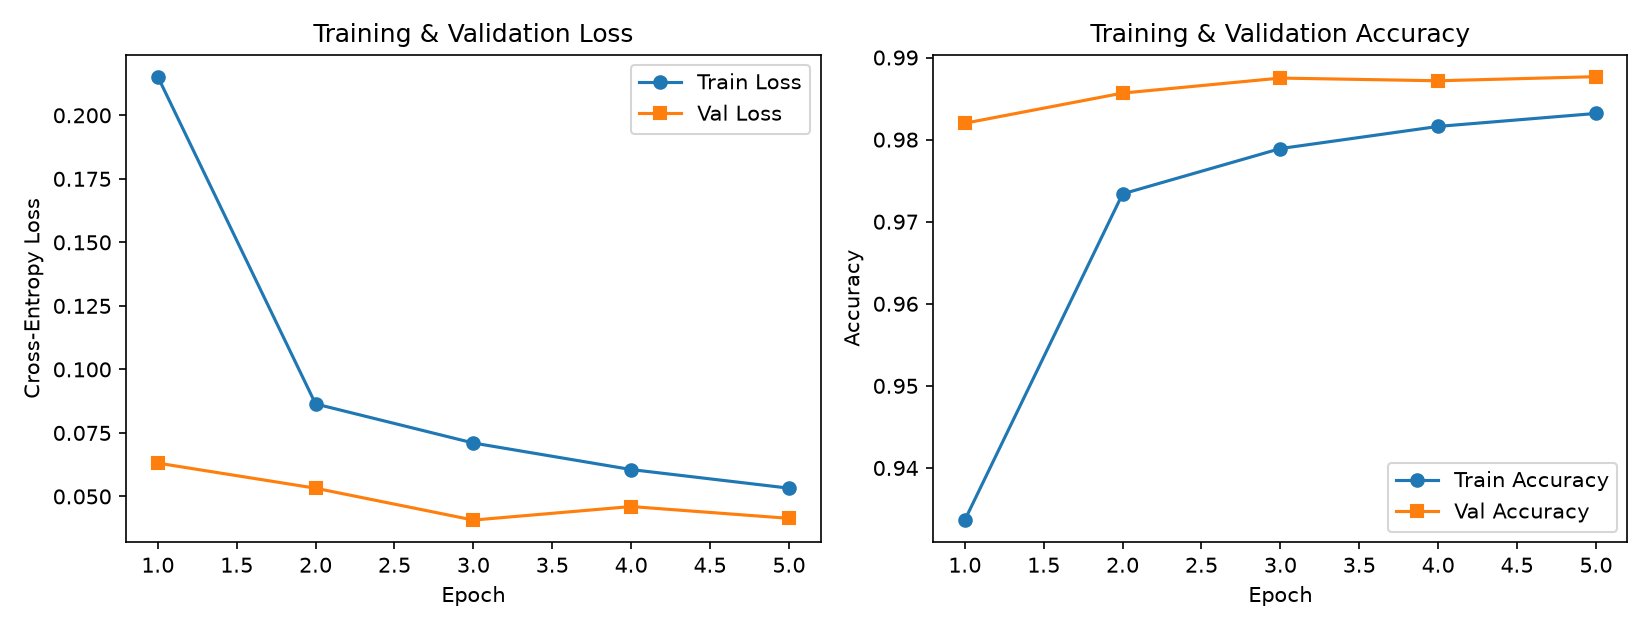 Training & Validation Loss
Train Loss
Val Loss
Cross-Entropy Loss
0.200
0.175
0.150
0.125
0.100
0.075
0.050
1.0 1.5 2.0 2.5 3.0 3.5 4.0 4.5 5.0
Epoch
Training & Validation Accuracy
Accuracy
0.99
0.98
0.97
0.96
0.95
0.94
Train Accuracy
Val Accuracy
1.0 1.5 2.0 2.5 3.0 3.5 4.0 4.5 5.0
Epoch